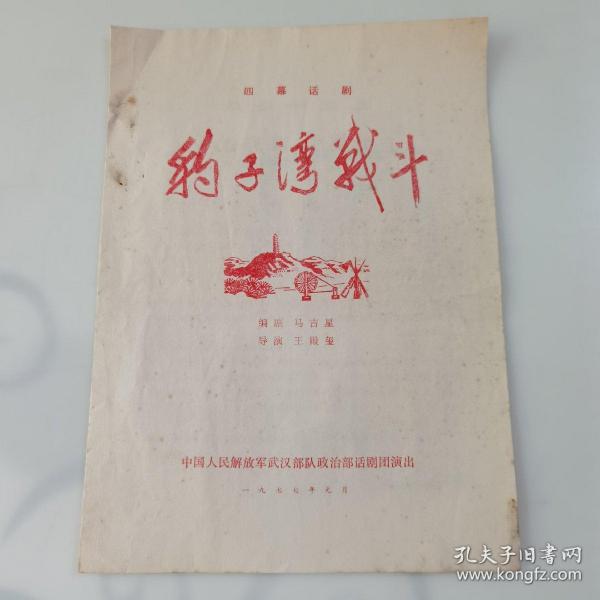 四幕话剧
豹子湾战斗
编剧 马吉星
导演 王殿玺
中国人民解放军武汉部队政治部话剧团演出
一九七七年元月
孔夫子旧书网
www.kongfz.com